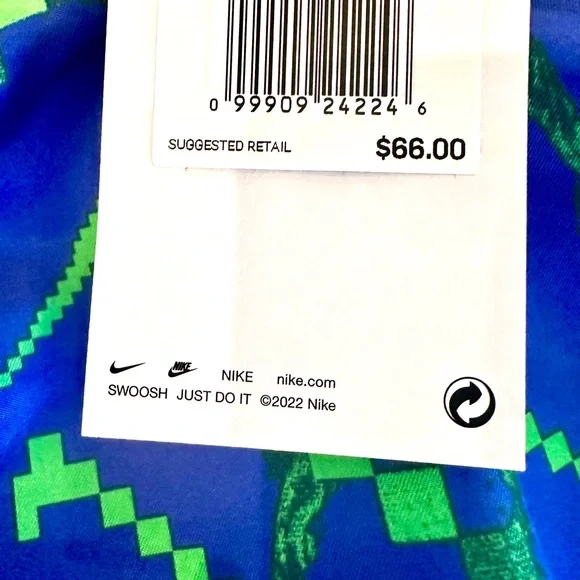 0 99909 24224 6
SUGGESTED RETAIL $66.00
NIKE NIKE nike.com
SWOOSH JUST DO IT ©2022 Nike